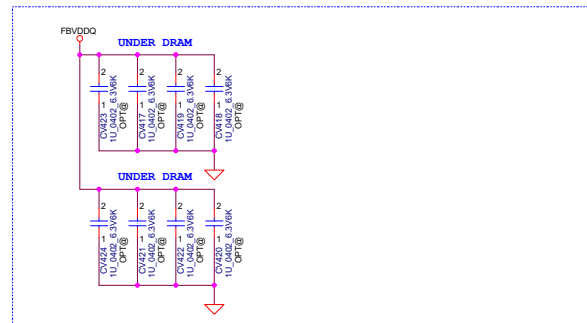 FBVDDQ
UNDER DRAM
2
2
2
2
1
1
1
1
CV423
1U_0402_6.3V6K
OPT@
CV417
1U_0402_6.3V6K
OPT@
CV419
1U_0402_6.3V6K
OPT@
CV418
1U_0402_6.3V6K
OPT@
UNDER DRAM
2
2
2
2
1
1
1
1
CV424
1U_0402_6.3V6K
OPT@
CV421
1U_0402_6.3V6K
OPT@
CV422
1U_0402_6.3V6K
OPT@
CV420
1U_0402_6.3V6K
OPT@